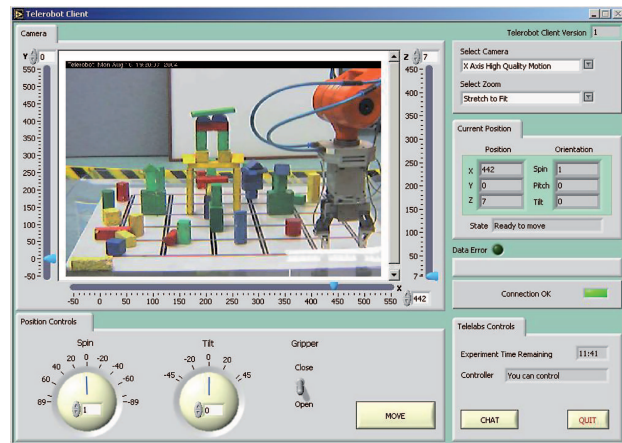 Telerobot Client
Camera
Telerobot Client Version 1
Y 0
Z 7
550
500
450
400
350
300
250
200
150
100
50
0
-50
450
400
350
300
250
200
150
100
50
7
X
-50 0 50 100 150 200 250 300 350 400 450 500 550
442
Select Camera
X Axis High Quality Motion
Select Zoom
Stretch to Fit
Current Position
Position Orientation
X 442 Spin 1
Y 0 Pitch 0
Z 7 Tilt 0
State Ready to move
Data Error
Connection OK
Position Controls
Spin
40 20 0 -20 -40
60 -60
89 -89
1
Tilt
20 0 20
-45 -45
0
Gripper
Close
Open
MOVE
Telelabs Controls
Experiment Time Remaining 11:41
Controller You can control
CHAT QUIT